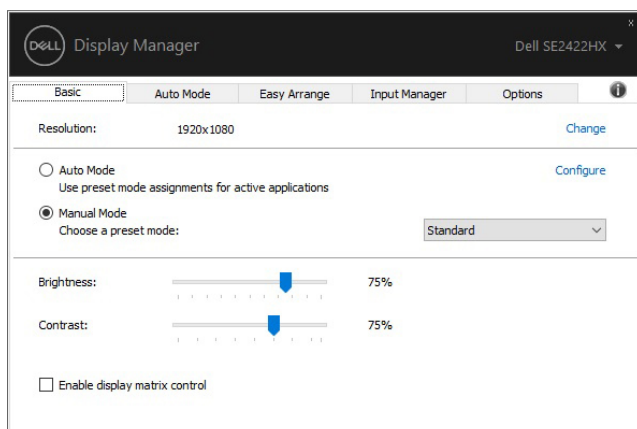 DELL Display Manager Dell SE2422HX
Basic Auto Mode Easy Arrange Input Manager Options
Resolution: 1920x1080 Change
Auto Mode Configure
Use preset mode assignments for active applications
Manual Mode
Choose a preset mode: Standard
Brightness: 75%
Contrast: 75%
Enable display matrix control